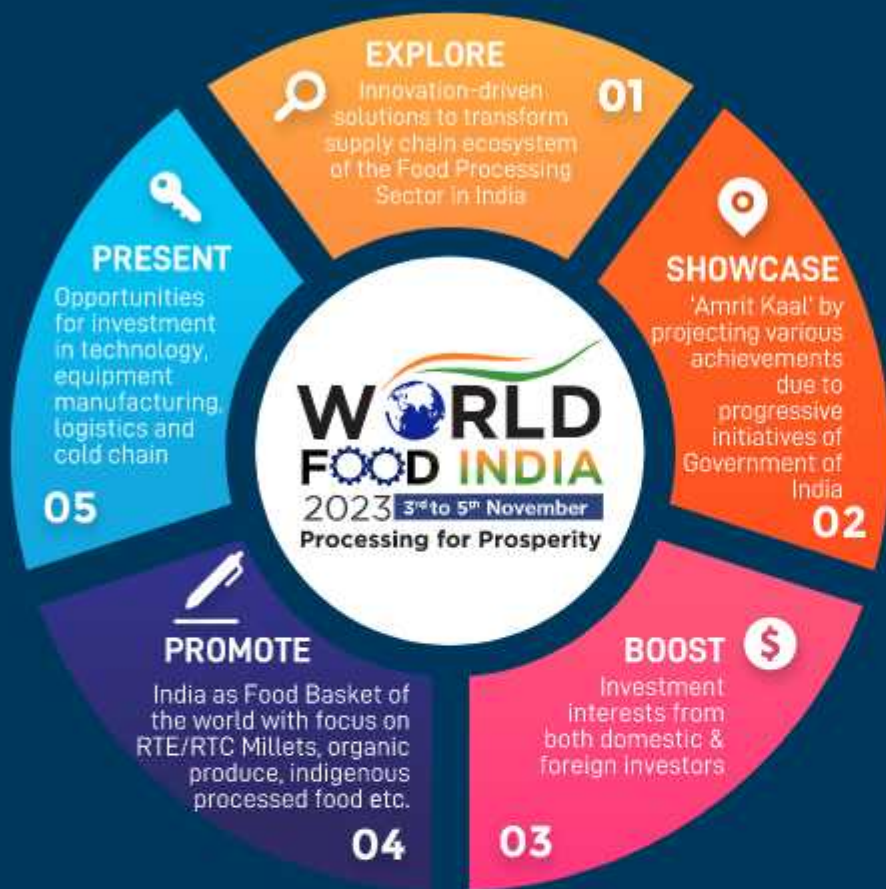 EXPLORE
01
Innovation-driven
solutions to transform
supply chain ecosystem
of the Food Processing
Sector in India
SHOWCASE
'Amrit Kaal' by
projecting various
achievements
due to
progressive
initiatives of
Government of
India
02
BOOST
$
Investment
interests from
both domestic &
foreign investors
03
PROMOTE
India as Food Basket of
the world with focus on
RTE/RTC Millets, organic
produce, indigenous
processed food etc.
04
PRESENT
Opportunities
for investment
in technology,
equipment
manufacturing,
logistics and
cold chain
05
WORLD
FOOD INDIA
2023 3rd to 5th November
Processing for Prosperity